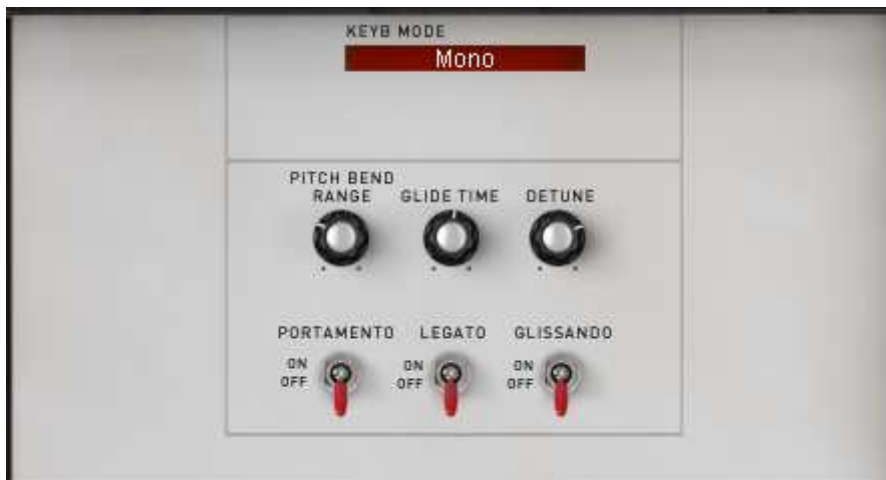 KEYB MODE
Mono
PITCH BEND
RANGE
GLIDE TIME
DETUNE
PORTAMENTO
LEGATO
GLISSANDO
ON
OFF
ON
OFF
ON
OFF